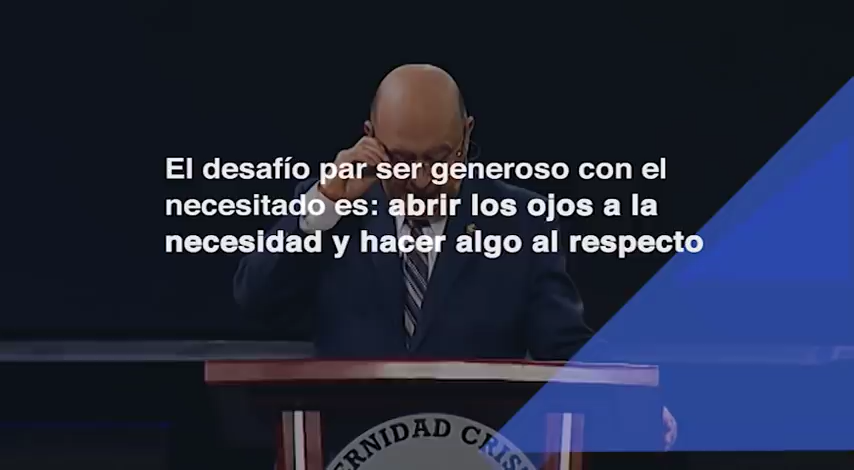 El desafío par ser generoso con el
necesitado es: abrir los ojos a la
necesidad y hacer algo al respecto
ERNIDAD CRIS